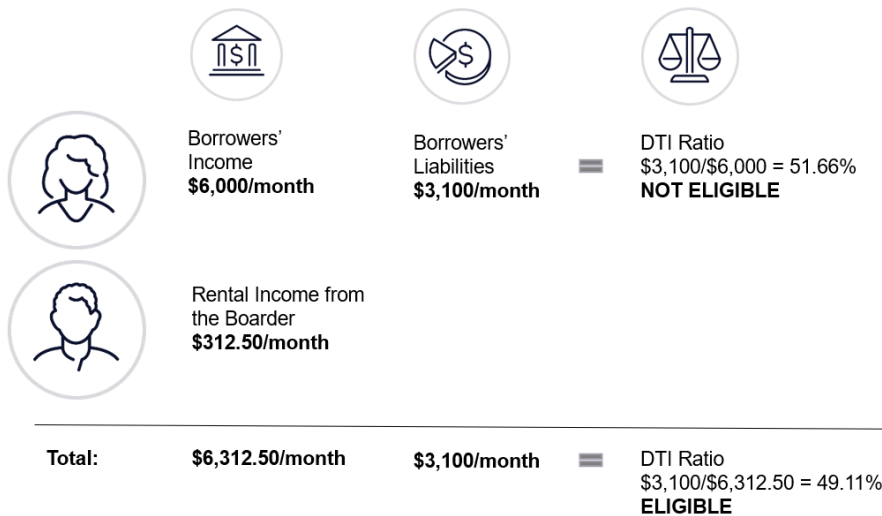 Borrowers'
Income
$6,000/month
Borrowers'
Liabilities
$3,100/month
=
DTI Ratio
$3,100/$6,000 = 51.66%
NOT ELIGIBLE
Rental Income from
the Boarder
$312.50/month
Total:
$6,312.50/month
$3,100/month
=
DTI Ratio
$3,100/$6,312.50 = 49.11%
ELIGIBLE